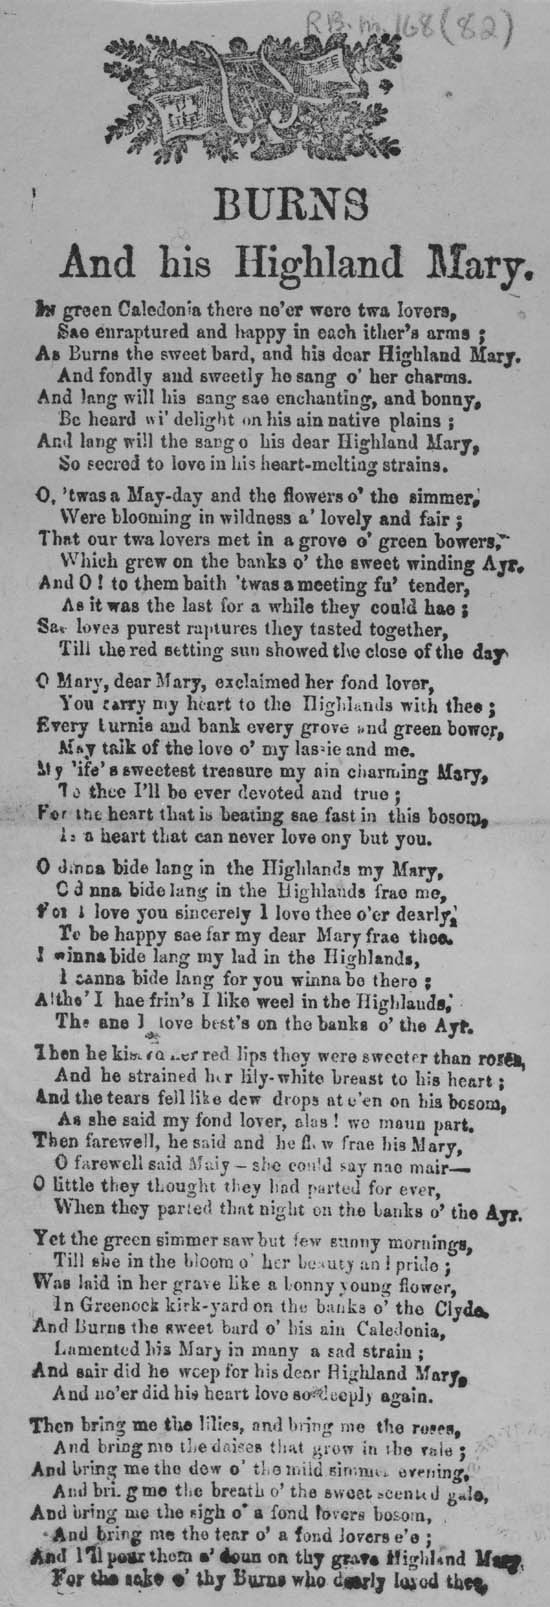 R.B.m.168(82)
BURNS
And his Highland Mary.
In green Caledonia there ne'er were twa lovers,
Sae enraptured and happy in each ither's arms ;
As Burns the sweet bard, and his dear Highland Mary.
And fondly and sweetly he sang o' her charms.
And lang will his sang sae enchanting, and bonny,
Be heard wi' delight on his ain native plains ;
And lang will the sang o his dear Highland Mary,
So secred to love in his heart-melting strains.
O, 'twas a May-day and the flowers o' the simmer,
Were blooming in wildness a' lovely and fair ;
That our twa lovers met in a grove o' green bowers,
Which grew on the banks o' the sweet winding Ayr.
And O ! to them baith 'twas a meeting fu' tender,
As it was the last for a while they could hae ;
Sae loves purest raptures they tasted together,
Till the red setting sun showed the close of the day
O Mary, dear Mary, exclaimed her fond lover,
You carry my heart to the Highlands with thee ;
Every burnie and bank every grove and green bower,
May talk of the love o' my lassie and me.
My 'ife's sweetest treasure my ain charming Mary,
To thee I'll be ever devoted and true ;
For the heart that is beating sae fast in this bosom,
Is a heart that can never love ony but you.
O dinna bide lang in the Highlands my Mary,
O d nna bide lang in the Highlands frae me,
For I love you sincerely I love thee o'er dearly,
To be happy sae far my dear Mary frae thee.
I winna bide lang my lad in the Highlands,
I canna bide lang for you winna be there ;
Altho' I hae frin's I like weel in the Highlands,
The ane I love best's on the banks o' the Ayr.
Then he kissed her red lips they were sweeter than roses,
And he strained her lily-white breast to his heart ;
And the tears fell like dew drops at e'en on his bosom,
As she said my fond lover, alas ! we maun part.
Then farewell, he said and he flew frae his Mary,
O farewell said Mary – she could say nae mair—
O little they thought they had parted for ever,
When they parted that night on the banks o' the Ayr.
Yet the green simmer saw but few sunny mornings,
Till she in the bloom o' her beauty and pride ;
Was laid in her grave like a bonny young flower,
In Greenock kirk-yard on the banks o' the Clyde.
And Burns the sweet bard o' his ain Caledonia,
Lamented his Mary in many a sad strain ;
And sair did he weep for his dear Highland Mary,
And ne'er did his heart love so deeply again.
Then bring me the lilies, and bring me the roses,
And bring me the daises that grow in the vale ;
And bring me the dew o' the mild simmer evening,
And bring me the breath o' the sweet scented gale,
And bring me the sigh o' a fond lovers bosom,
And bring me the tear o' a fond lovers e'e ;
And I'll pour them a' doun on thy grave Highland Mary,
For the sake o' thy Burns who dearly loved thee,